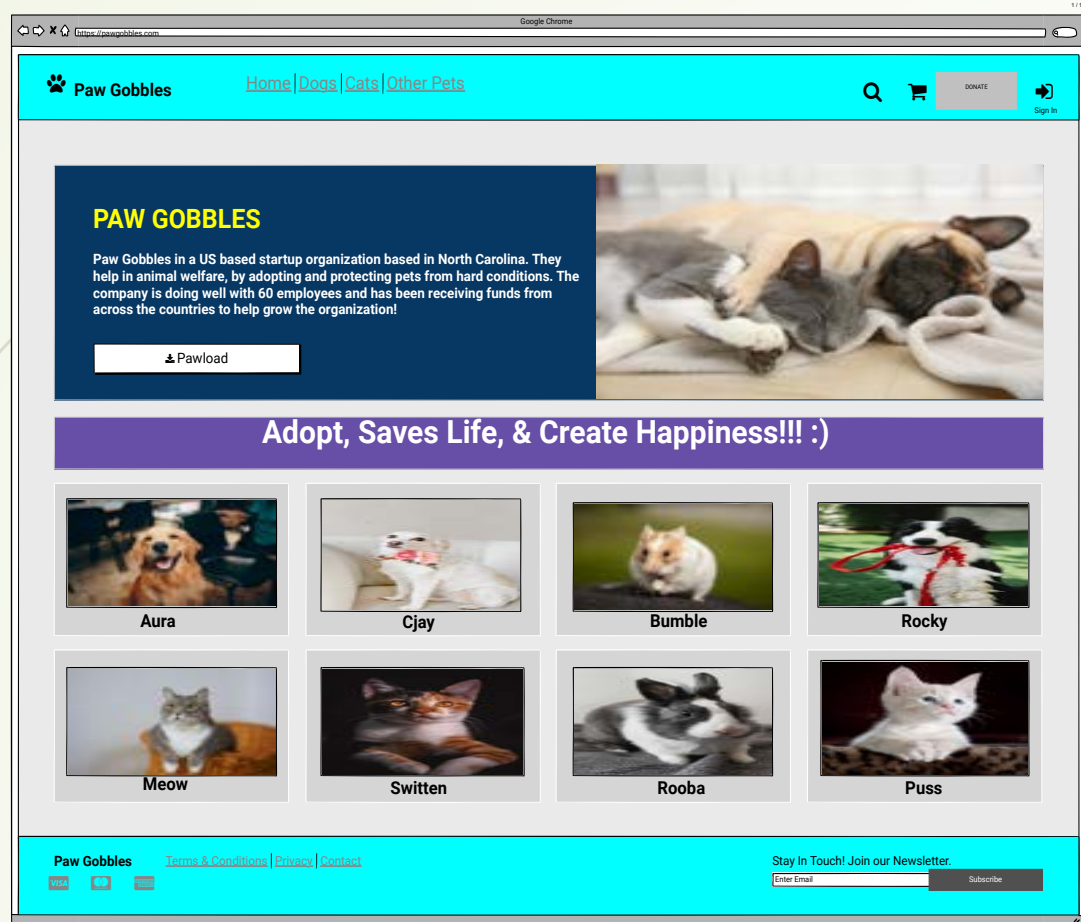 1 / 1
Google Chrome
https://pawgobbles.com
Paw Gobbles
Home Dogs Cats Other Pets
DONATE
Sign In
PAW GOBBLES
Paw Gobbles in a US based startup organization based in North Carolina. They
help in animal welfare, by adopting and protecting pets from hard conditions. The
company is doing well with 60 employees and has been receiving funds from
across the countries to help grow the organization!
Pawload
Adopt, Saves Life, & Create Happiness!!! :)
Aura
Cjay
Bumble
Rocky
Meow
Switten
Rooba
Puss
Paw Gobbles
Terms & Conditions Privacy Contact
VISA
Stay In Touch! Join our Newsletter.
Enter Email
Subscribe